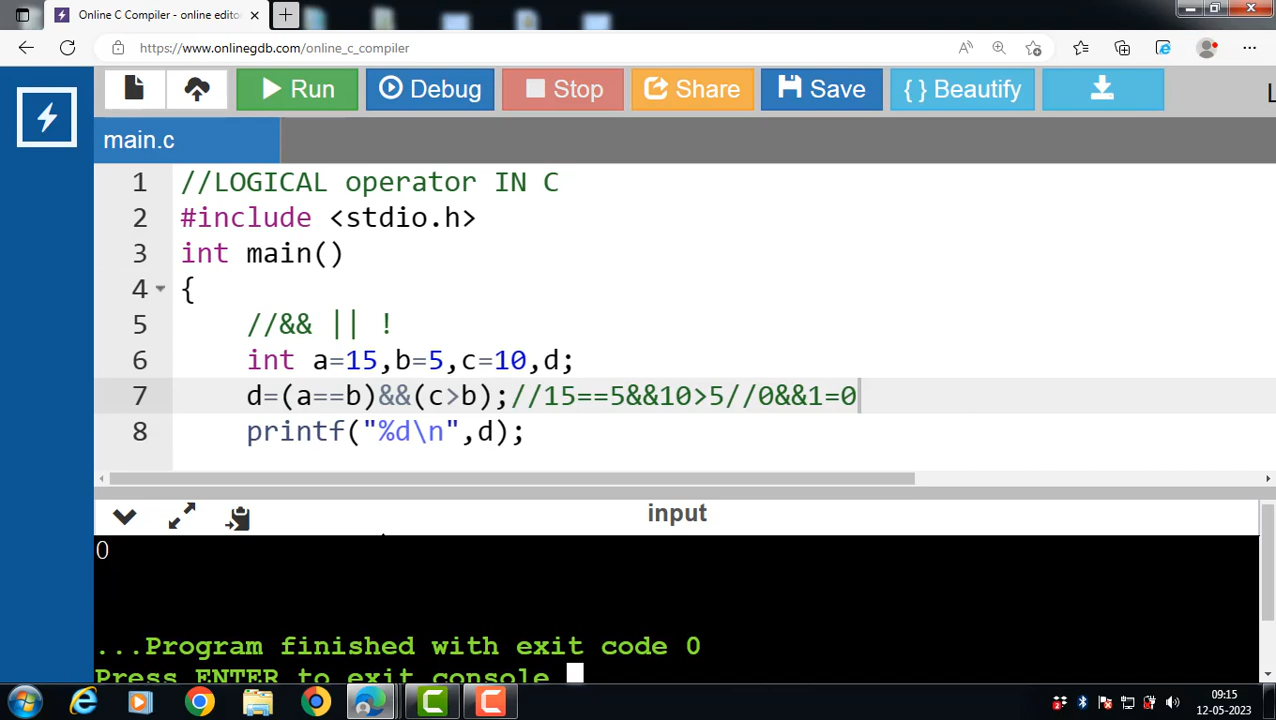 Online C Compiler - online editor
https://www.onlinegdb.com/online_c_compiler
Run Debug Stop Share Save { } Beautify
main.c
1 //LOGICAL operator IN C
2 #include <stdio.h>
3 int main()
4 {
5 //&& || !
6 int a=15,b=5,c=10,d;
7 d=(a==b)&&(c>b);//15==5&&10>5//0&&1=0
8 printf("%d\n",d);
input
0
...Program finished with exit code 0
Press ENTER to exit console
09:15
12-05-2023